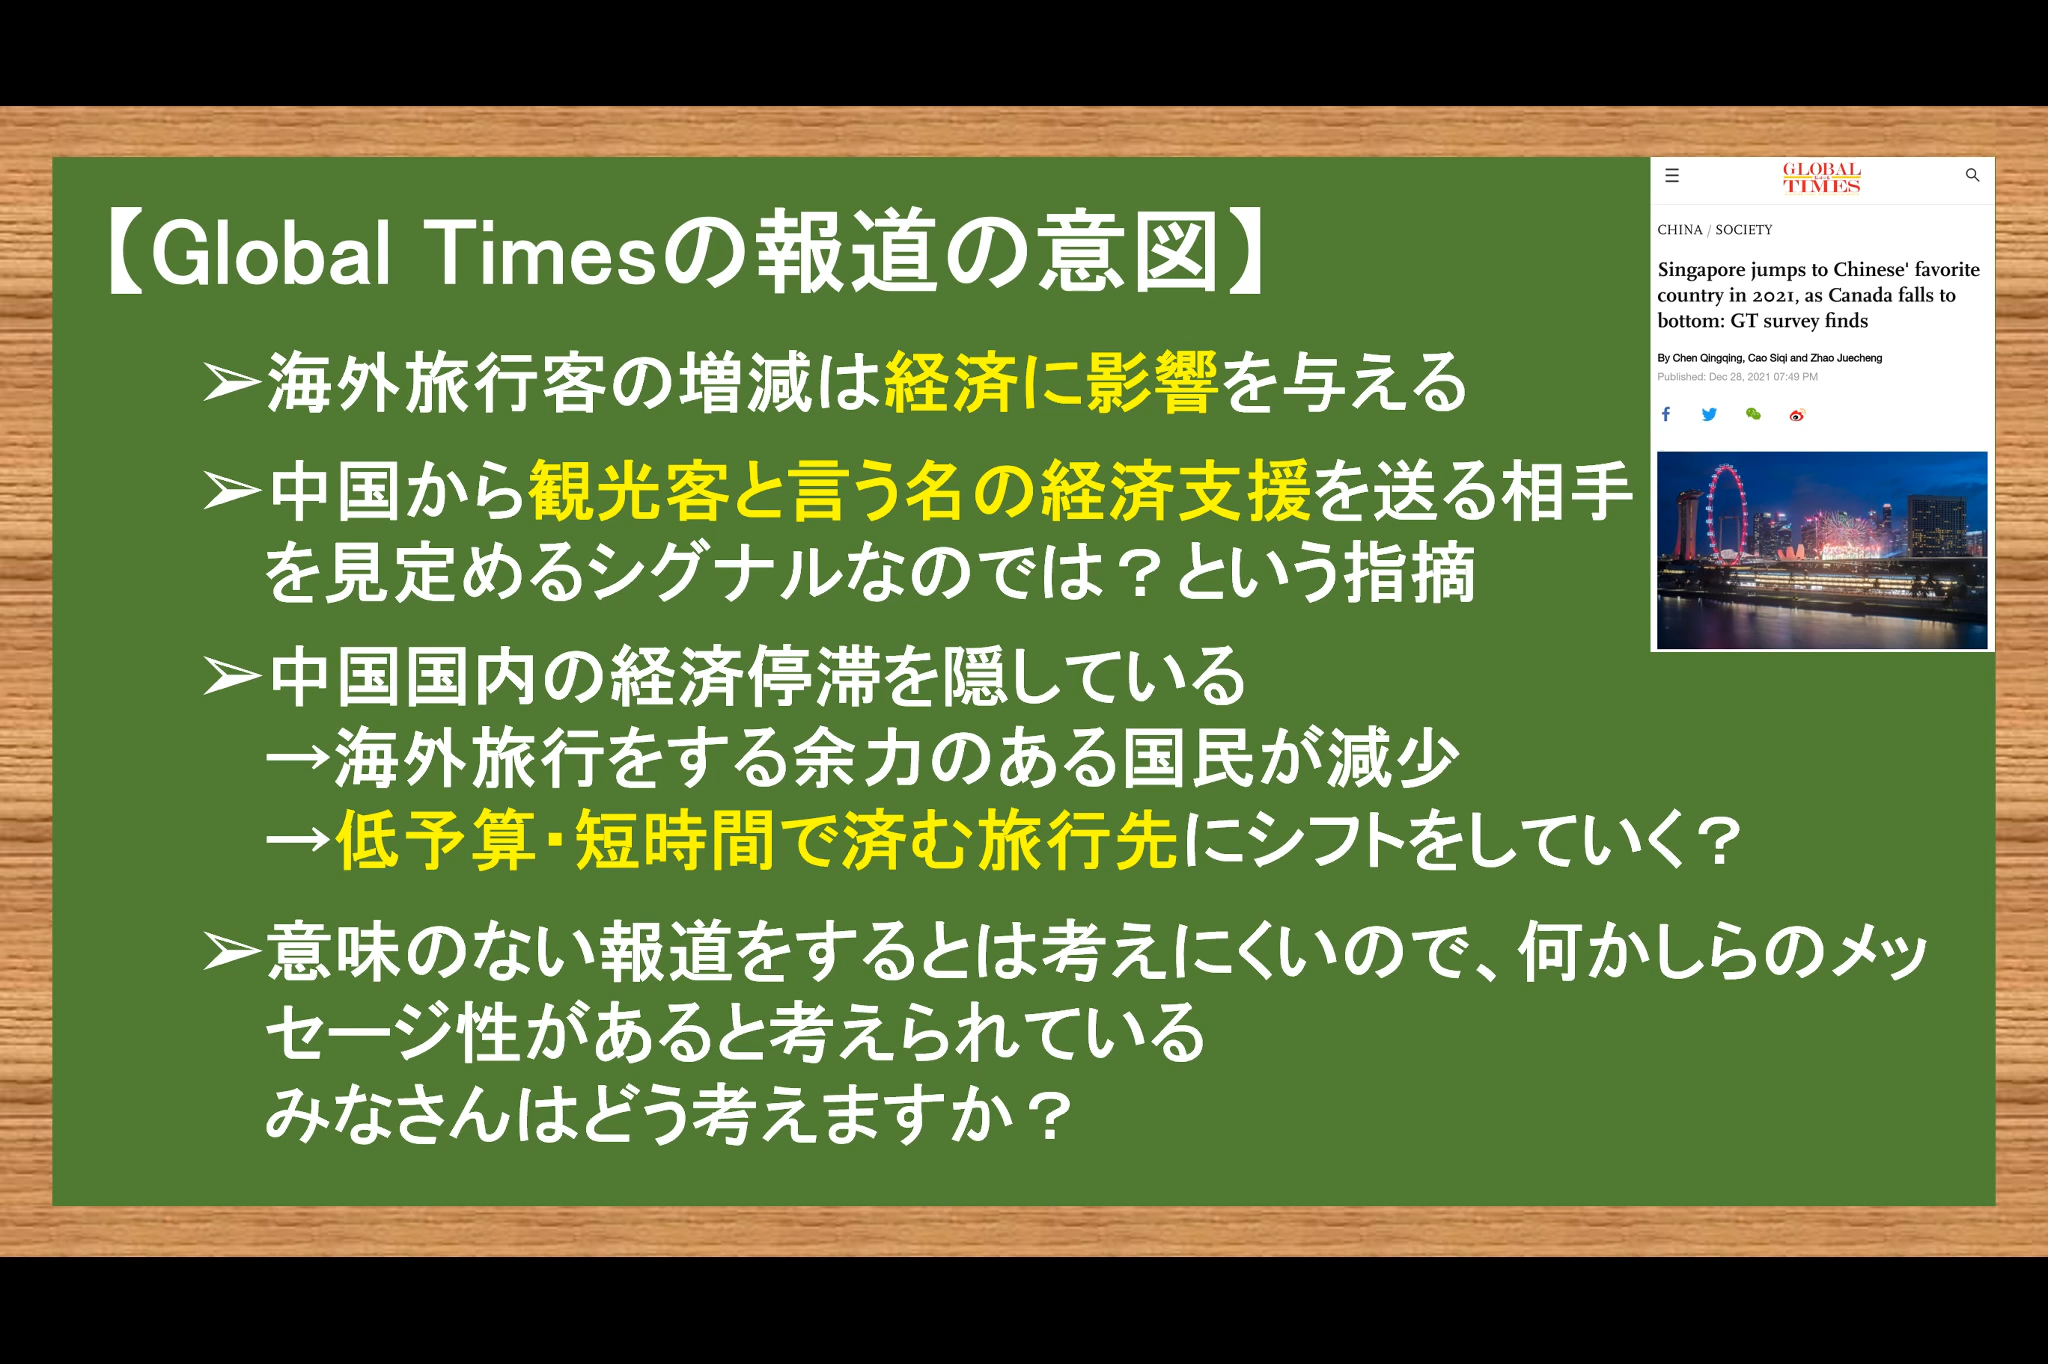 【Global Timesの報道の意図】
➢海外旅行客の増減は経済に影響を与える
➢中国から観光客と言う名の経済支援を送る相手
を見定めるシグナルなのでは？という指摘
➢中国国内の経済停滞を隠している
→海外旅行をする余力のある国民が減少
→低予算・短時間で済む旅行先にシフトをしていく？
➢意味のない報道をするとは考えにくいので、何かしらのメッ
セージ性があると考えられている
みなさんはどう考えますか？
GLOBAL
TIMES
CHINA / SOCIETY
Singapore jumps to Chinese' favorite
country in 2021, as Canada falls to
bottom: GT survey finds
By Chen Qingqing, Cao Siqi and Zhao Juecheng
Published: Dec 28, 2021 07:49 PM